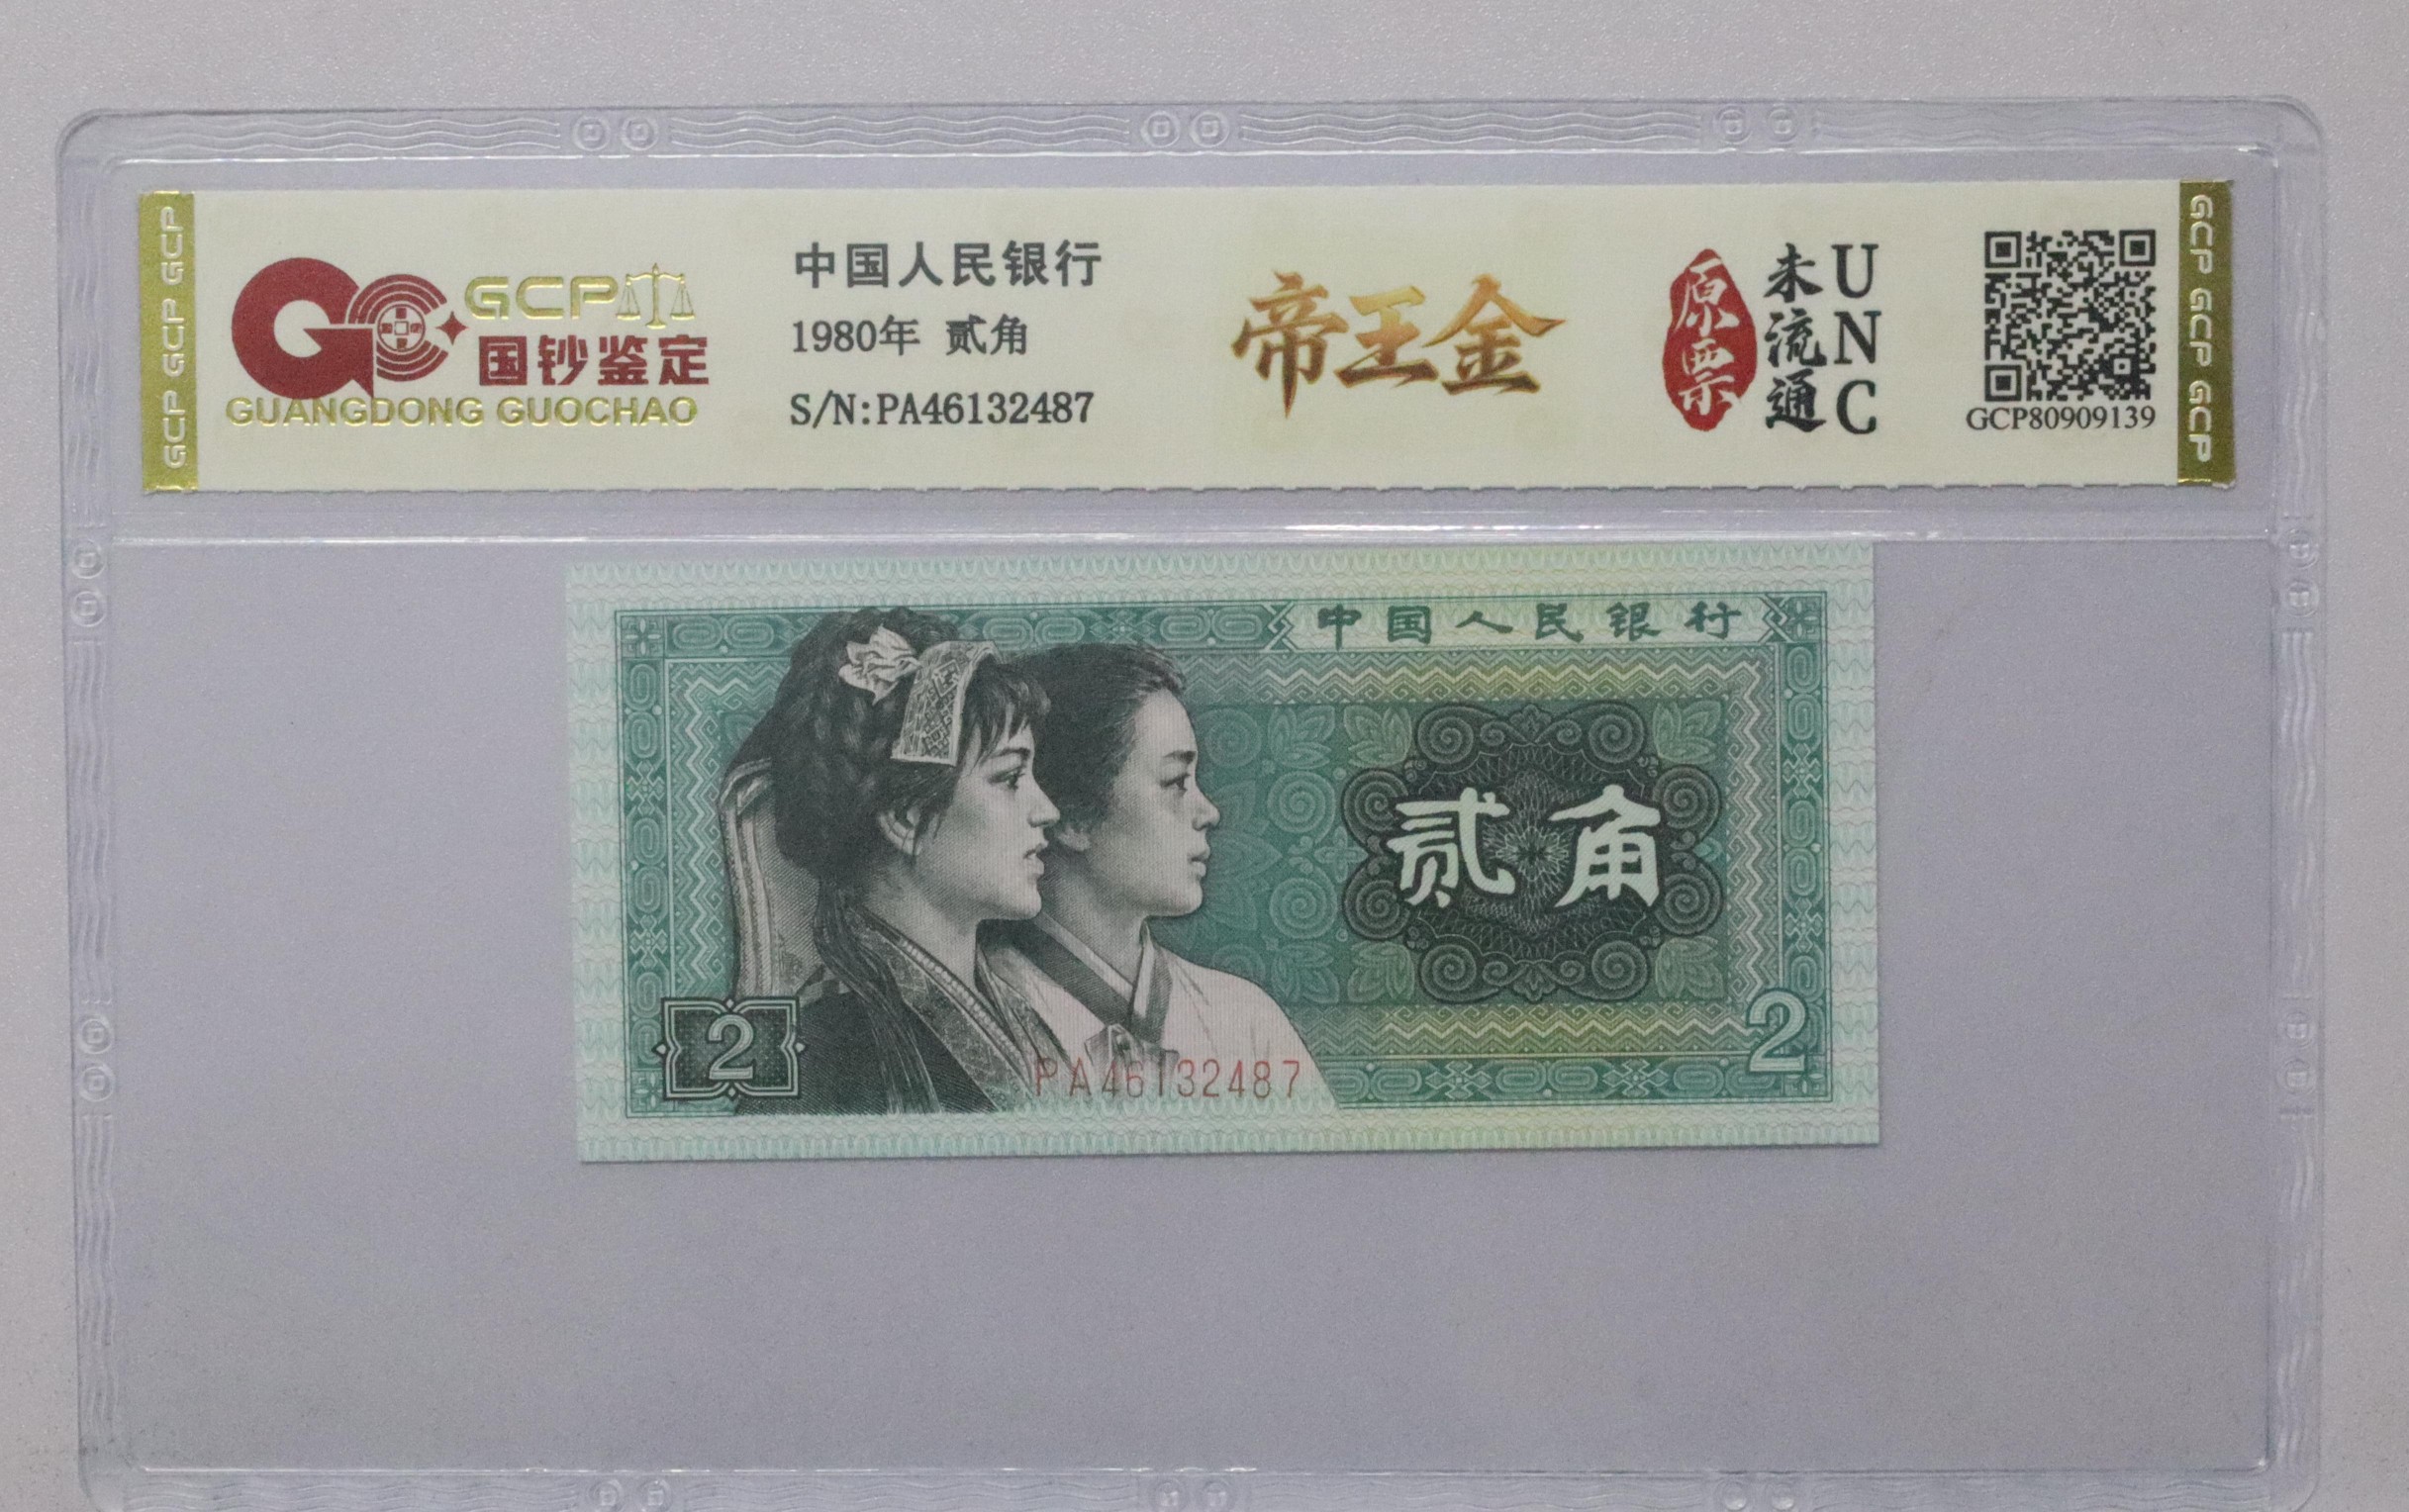 GCP GCP GCP
GCP
国钞鉴定
GUANGDONG GUOCHAO
中国人民银行
1980年 贰角
S/N:PA46132487
帝王金
原票
未流通
UNC
GCP80909139
GCP GCP GCP
中国人民银行
贰角
2
2
PA46132487